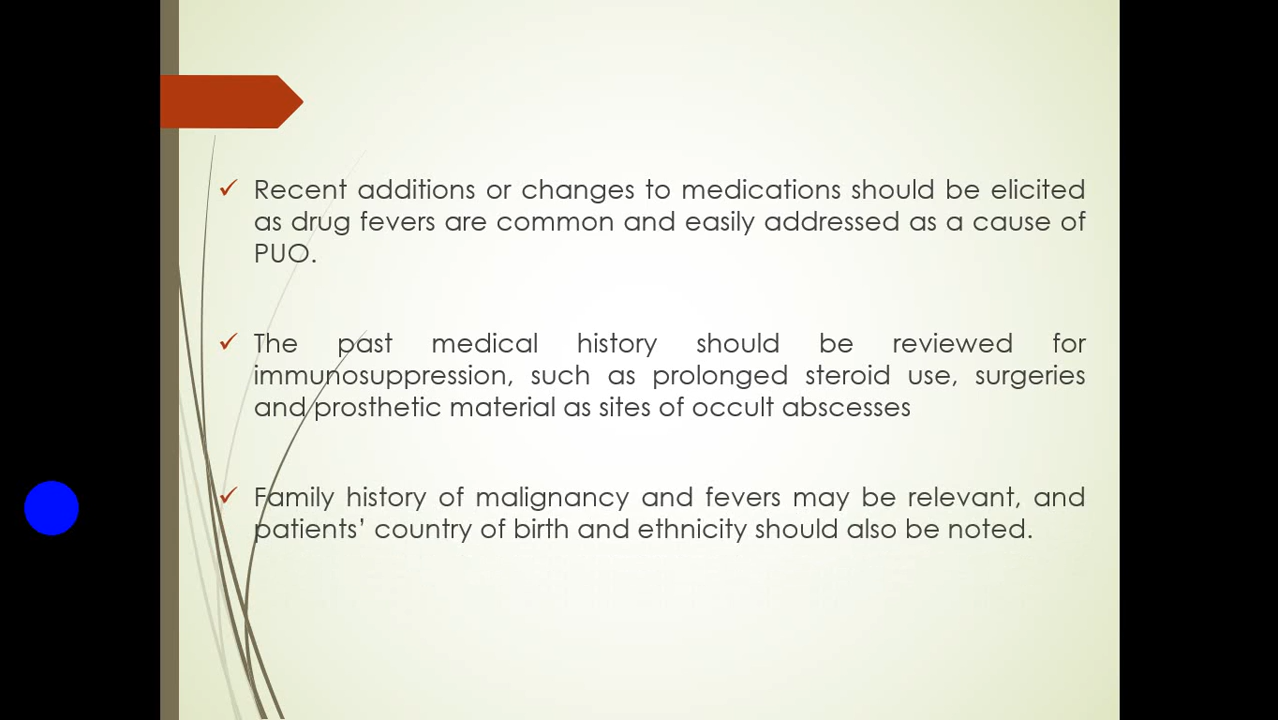 Recent additions or changes to medications should be elicited
as drug fevers are common and easily addressed as a cause of
PUO.
The past medical history should be reviewed for
immunosuppression, such as prolonged steroid use, surgeries
and prosthetic material as sites of occult abscesses
Family history of malignancy and fevers may be relevant, and
patients’ country of birth and ethnicity should also be noted.